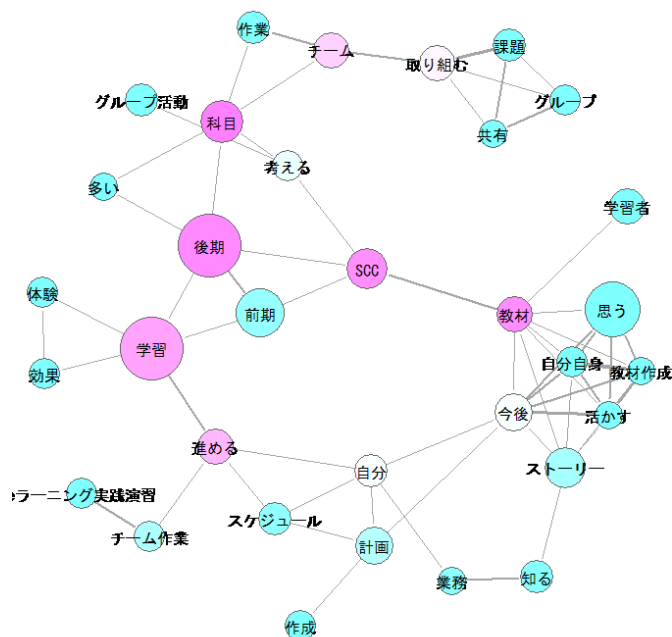 作業
チーム
取り組む
課題
グループ活動
グループ
科目
共有
考える
多い
学習者
後期
SCC
体験
前期
教材
思う
学習
自分自身
効果
教材作成
今後
活かす
進める
自分
ストーリー
eラーニング実践演習
スケジュール
チーム作業
計画
業務
知る
作成